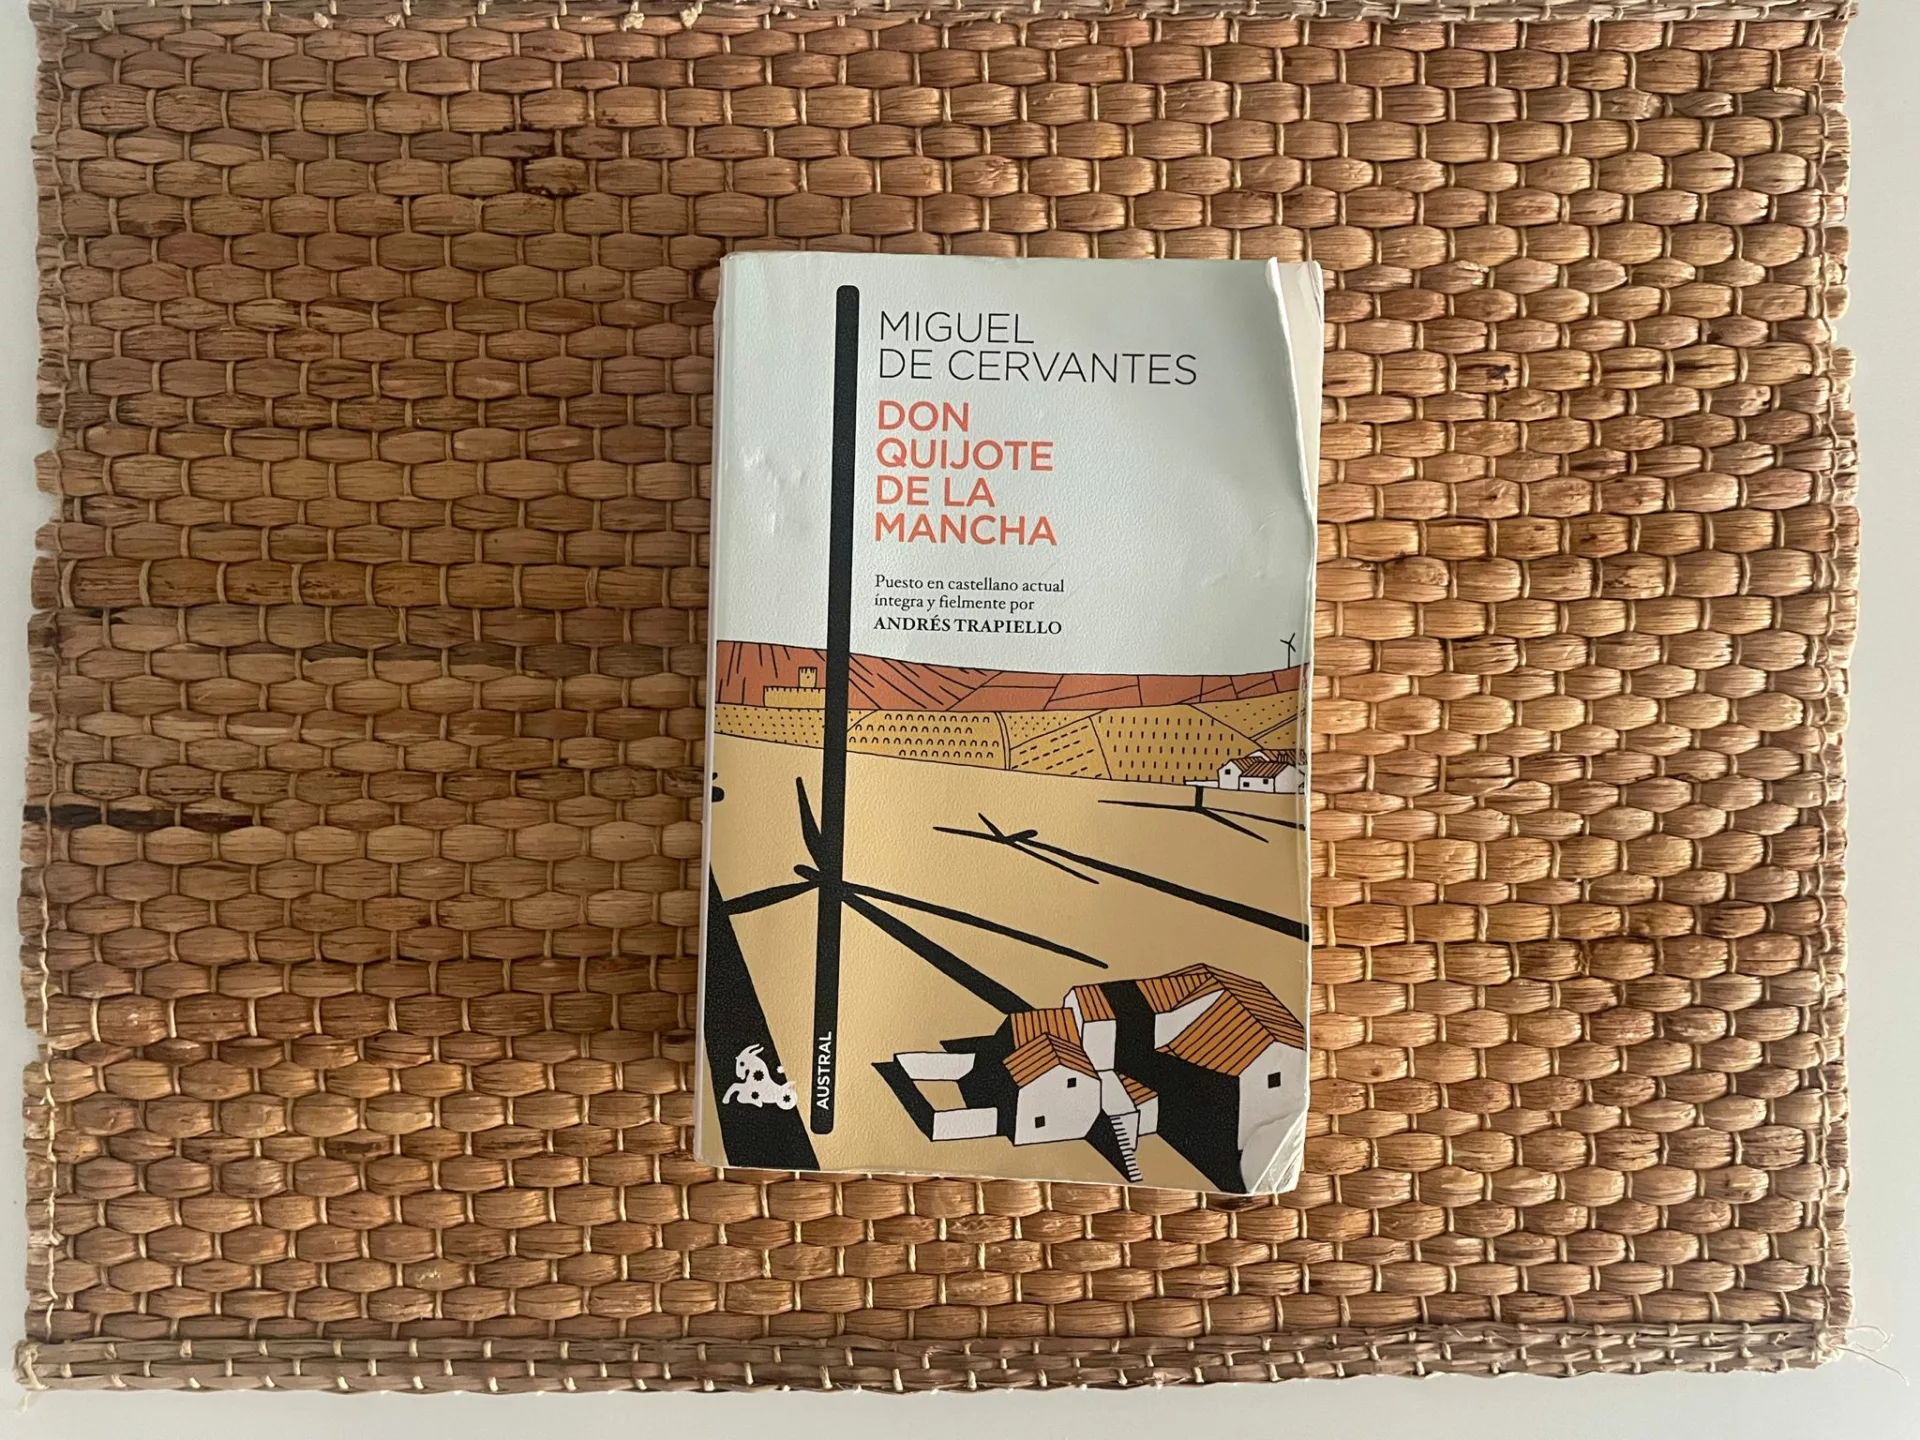 MIGUEL
DE CERVANTES
DON
QUIJOTE
DE LA
MANCHA
Puesto en castellano actual
íntegra y fielmente por
ANDRÉS TRAPIELLO
AUSTRAL